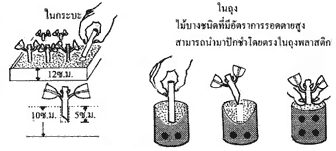 ในกระบะ
12ซ.ม.
10ซ.ม.
5ซ.ม.
ในถุง
ไม้บางชนิดที่มีอัตราการรอดตายสูง
สามารถนำมาปักชำโดยตรงในถุงพลาสติก